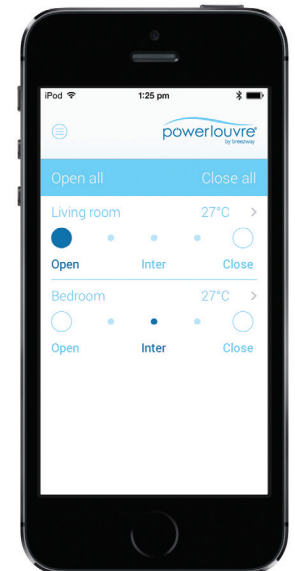 iPod 1:25 pm
powerlouvre®
by breezway
Open all Close all
Living room 27°C >
Open Inter Close
Bedroom 27°C >
Open Inter Close